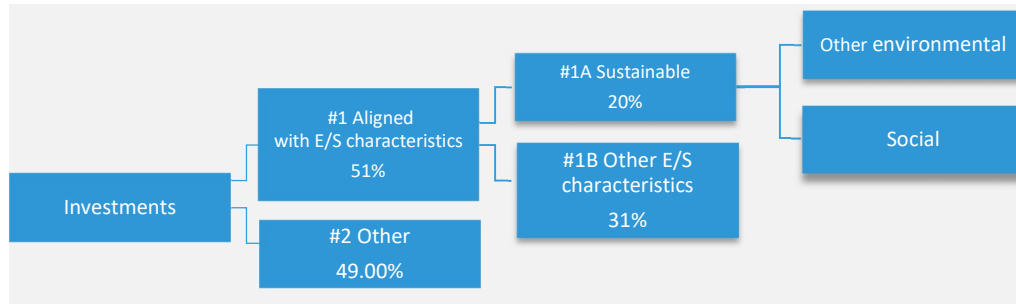 Investments
#1 Aligned
with E/S characteristics
51%
#2 Other
49.00%
#1A Sustainable
20%
#1B Other E/S
characteristics
31%
Other environmental
Social